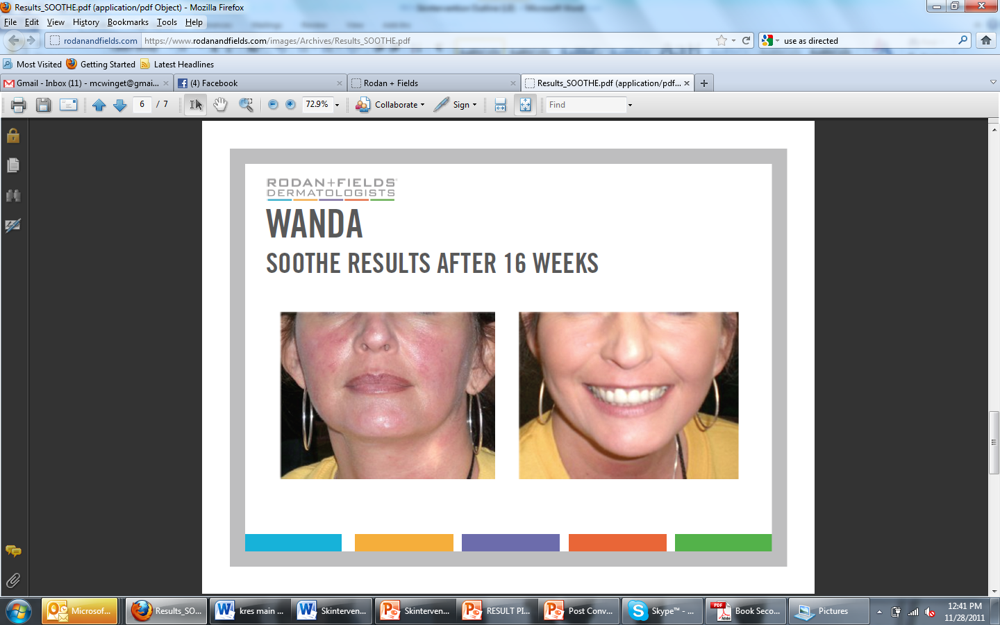 Results_SOOTHE.pdf (application/pdf Object) - Mozilla Firefox
File Edit View History Bookmarks Tools Help
rodanandfields.com https://www.rodanandfields.com/images/Archives/Results_SOOTHE.pdf use as directed
Most Visited Getting Started Latest Headlines
Gmail - Inbox (11) - mcwinget@gmai... (4) Facebook Rodan + Fields Results_SOOTHE.pdf (application/pdf...
6 / 7 72.9% Collaborate Sign Find
RODAN+FIELDS
DERMATOLOGISTS
WANDA
SOOTHE RESULTS AFTER 16 WEEKS
Microsof... Results_SO... kres main ... Skinterven... Skinterven... RESULT PI... Post Conv... Skype™ - ... Book Seco... Pictures 12:41 PM
11/28/2011